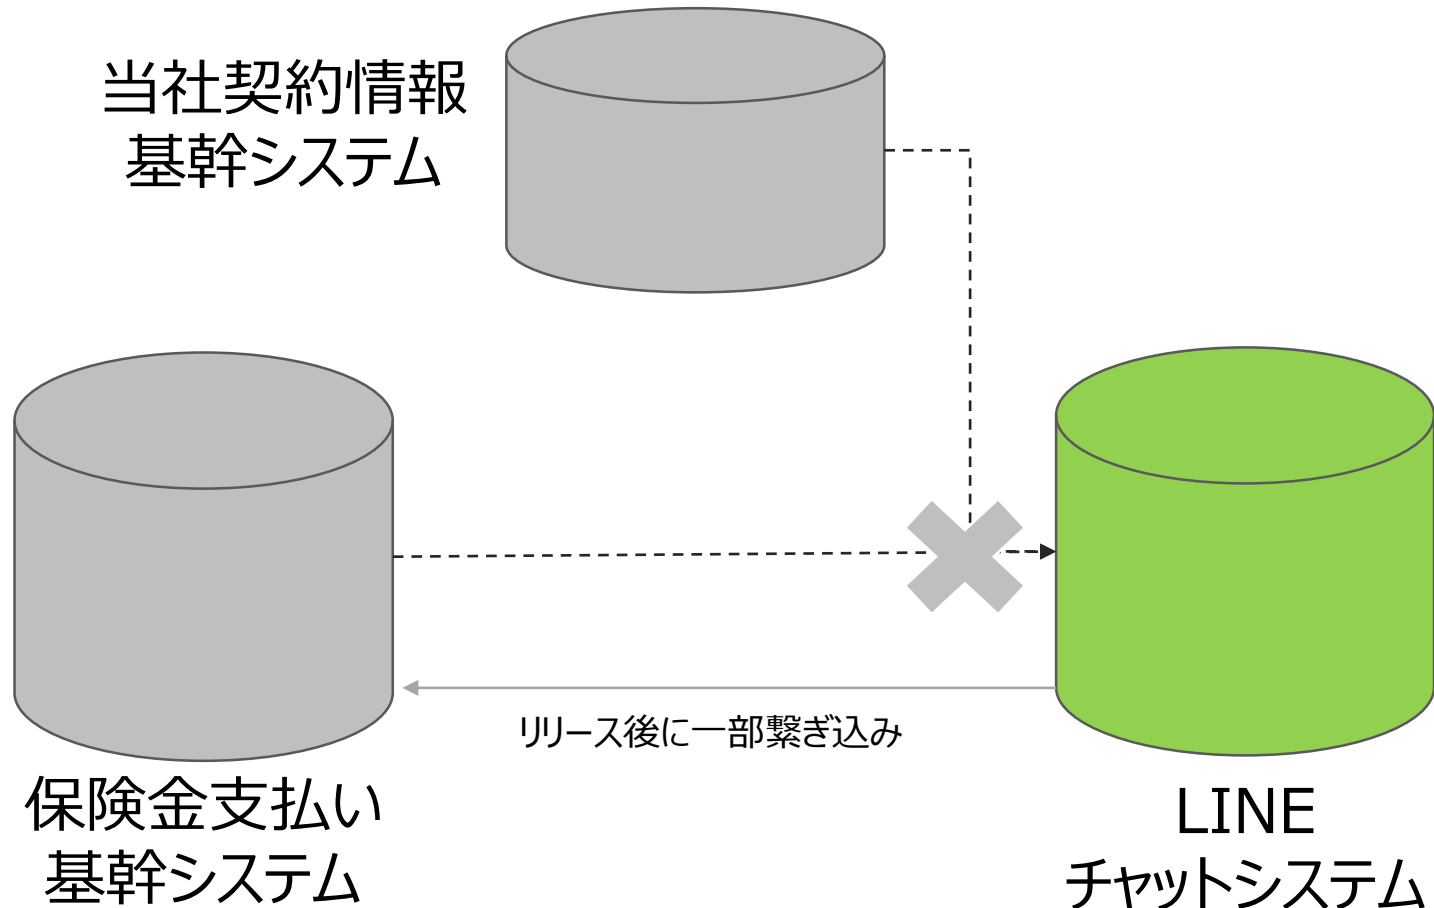 当社契約情報
基幹システム
リリース後に一部繋ぎ込み
保険金支払い
基幹システム
LINE
チャットシステム